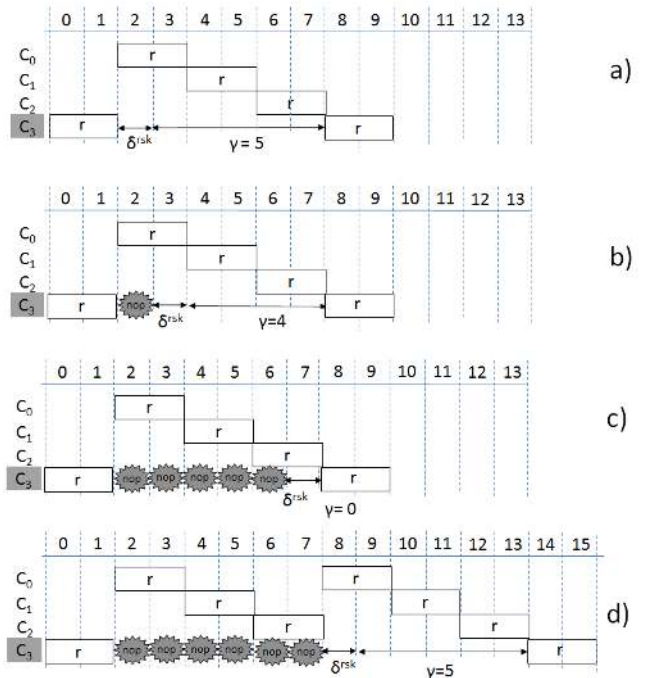 0 1 2 3 4 5 6 7 8 9 10 11 12 13
C0 r
C1 r
a)
C2 r
C3 r r
δrsk γ = 5
0 1 2 3 4 5 6 7 8 9 10 11 12 13
C0 r
C1 r
b)
C2 r
C3 r nop r
δrsk γ=4
0 1 2 3 4 5 6 7 8 9 10 11 12 13
C0 r
c)
C1 r
C2 r
C3 r nop nop nop nop nop r
δrsk γ= 0
0 1 2 3 4 5 6 7 8 9 10 11 12 13 14 15
C0 r r
C1 r r
C2 r r d)
C3 r nop nop nop nop nop nop r
δrsk γ=5